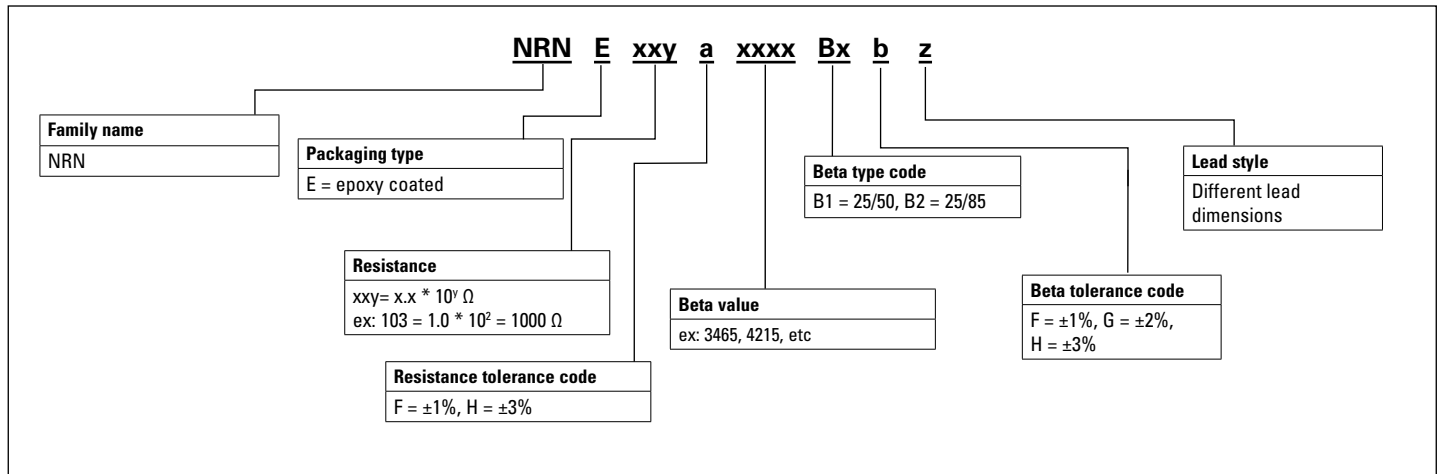 NRN E xxy a xxxx Bx b z
Family name
NRN
Packaging type
E = epoxy coated
Resistance
xxy= x.x * 10ʸ Ω
ex: 103 = 1.0 * 10² = 1000 Ω
Resistance tolerance code
F = ±1%, H = ±3%
Beta value
ex: 3465, 4215, etc
Beta type code
B1 = 25/50, B2 = 25/85
Beta tolerance code
F = ±1%, G = ±2%,
H = ±3%
Lead style
Different lead
dimensions